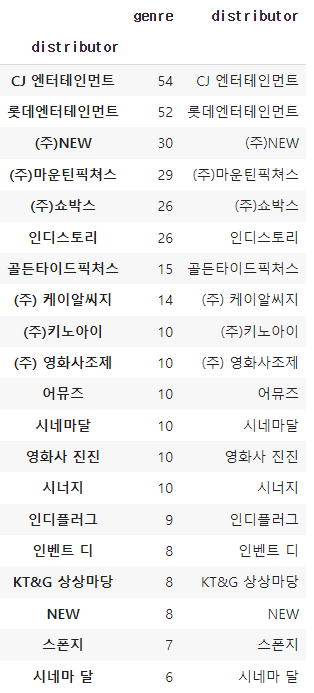 genre distributor
distributor
CJ 엔터테인먼트 54 CJ 엔터테인먼트
롯데엔터테인먼트 52 롯데엔터테인먼트
(주)NEW 30 (주)NEW
(주)마운틴픽쳐스 29 (주)마운틴픽쳐스
(주)쇼박스 26 (주)쇼박스
인디스토리 26 인디스토리
골든타이드픽처스 15 골든타이드픽처스
(주) 케이알씨지 14 (주) 케이알씨지
(주)키노아이 10 (주)키노아이
(주) 영화사조제 10 (주) 영화사조제
어뮤즈 10 어뮤즈
시네마달 10 시네마달
영화사 진진 10 영화사 진진
시너지 10 시너지
인디플러그 9 인디플러그
인벤트 디 8 인벤트 디
KT&G 상상마당 8 KT&G 상상마당
NEW 8 NEW
스폰지 7 스폰지
시네마 달 6 시네마 달